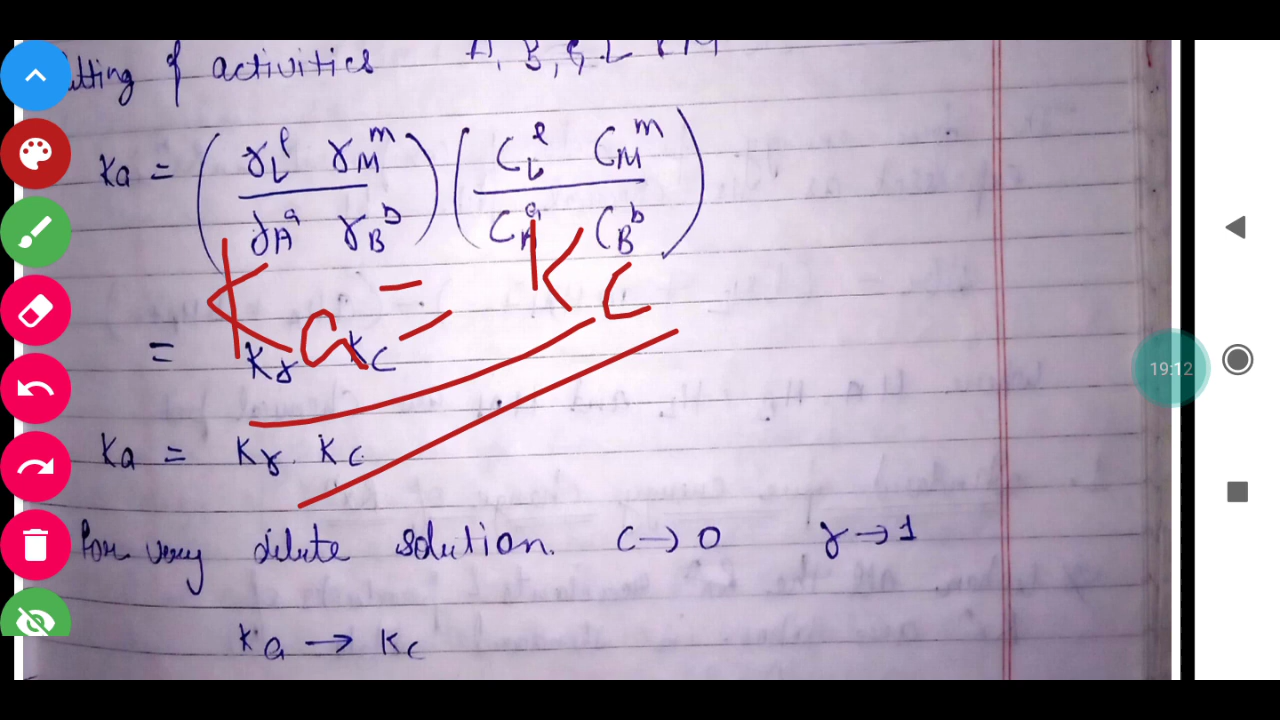 utting of activities A, B, C, L & M
Ka = ( γL^l γM^m / γA^a γB^b ) ( CL^l CM^m / CA^a CB^b )
Ka = Kc
= Kγ Kc
Ka = Kγ. Kc
For very dilute solution. C → 0 γ → 1
Ka → Kc
19:12